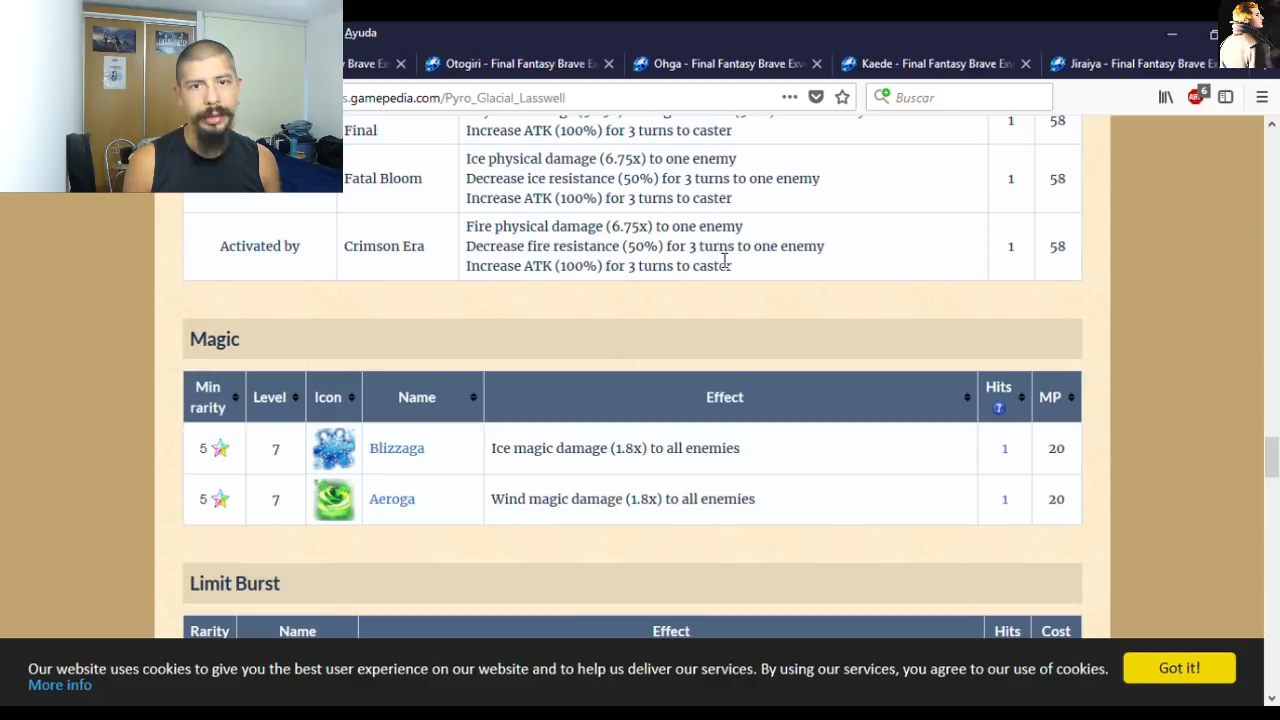 Ayuda
Brave Ex
Otogiri - Final Fantasy Brave Ex
Ohga - Final Fantasy Brave Exv
Kaede - Final Fantasy Brave Exv
Jiraiya - Final Fantasy Brave Ex
s.gamepedia.com/Pyro_Glacial_Lasswell
Buscar
6
Final
Increase ATK (100%) for 3 turns to caster
1
58
Fatal Bloom
Ice physical damage (6.75x) to one enemy
Decrease ice resistance (50%) for 3 turns to one enemy
Increase ATK (100%) for 3 turns to caster
1
58
Activated by
Crimson Era
Fire physical damage (6.75x) to one enemy
Decrease fire resistance (50%) for 3 turns to one enemy
Increase ATK (100%) for 3 turns to caster
1
58
Magic
Min rarity
Level
Icon
Name
Effect
Hits
?
MP
5
7
Blizzaga
Ice magic damage (1.8x) to all enemies
1
20
5
7
Aeroga
Wind magic damage (1.8x) to all enemies
1
20
Limit Burst
Rarity
Name
Effect
Hits
Cost
Our website uses cookies to give you the best user experience on our website and to help us deliver our services. By using our services, you agree to our use of cookies.
More info
Got it!